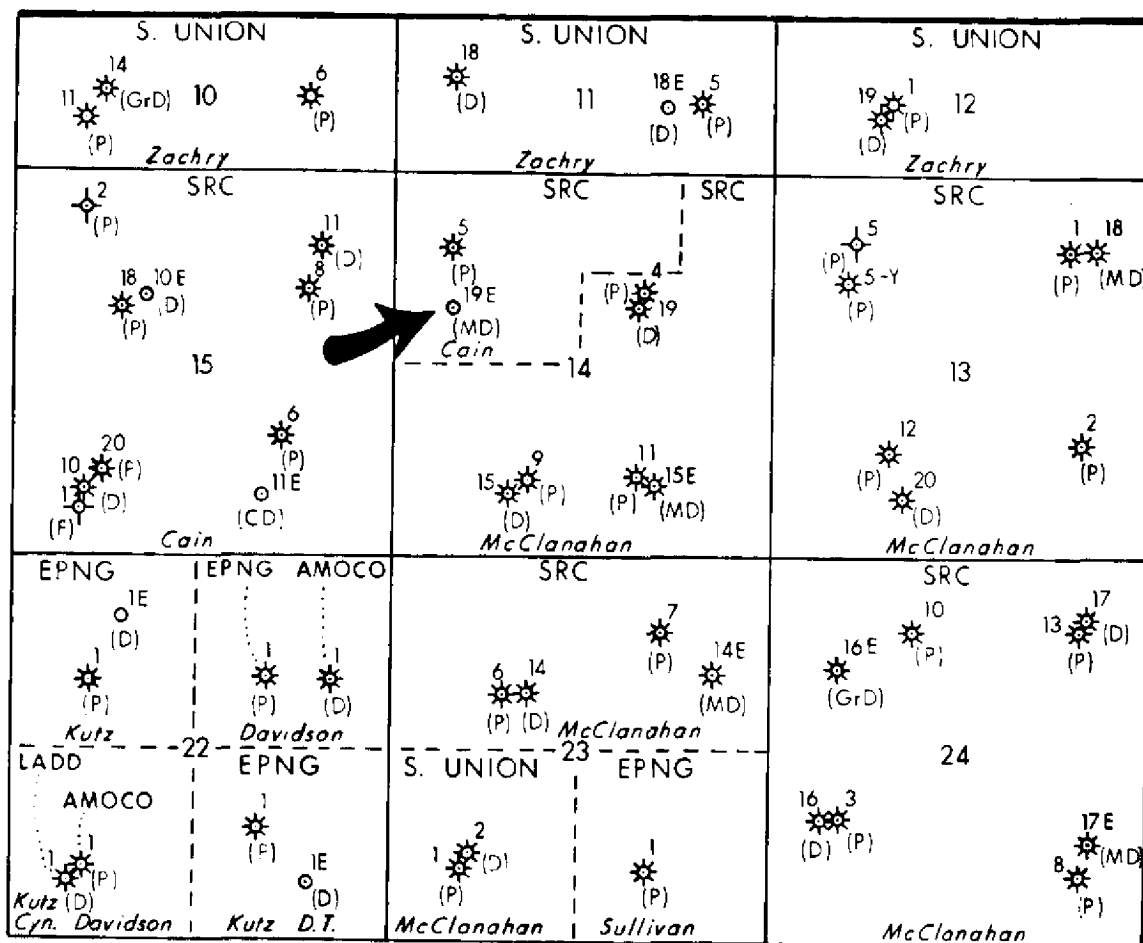 S. UNION
14
(GrD)
10
11
(P)
6
(P)
Zachry
S. UNION
18
(D)
11
18E
(D)
5
(P)
Zachry
S. UNION
19
(D)
1
(P)
12
Zachry
SRC
2
(P)
11
(D)
8
(P)
18
(P)
10E
(D)
15
6
(P)
20
(F)
10
(D)
(F)
11E
(CD)
Cain
SRC
SRC
5
(P)
19E
(MD)
Cain
4
(P)
19
(D)
14
9
(P)
15
(D)
11
(P)
15E
(MD)
McClanahan
SRC
5
(P)
5-Y
(P)
1
(P)
18
(MD)
13
12
(P)
20
(D)
2
(P)
McClanahan
EPNG
1E
(D)
1
(P)
Kutz
EPNG
AMOCO
1
(P)
1
(D)
Davidson
22
LADD
AMOCO
1
(P)
1
(D)
Kutz
Cyn. Davidson
EPNG
1
(P)
1E
(D)
Kutz D.T.
SRC
7
(P)
14E
(MD)
6
(P)
14
(D)
McClanahan
23
S. UNION
2
(D)
1
(P)
McClanahan
EPNG
1
(P)
Sullivan
SRC
10
(P)
17
(D)
13
(P)
16E
(GrD)
24
16
(D)
3
(P)
17E
(MD)
8
(P)
McClanahan